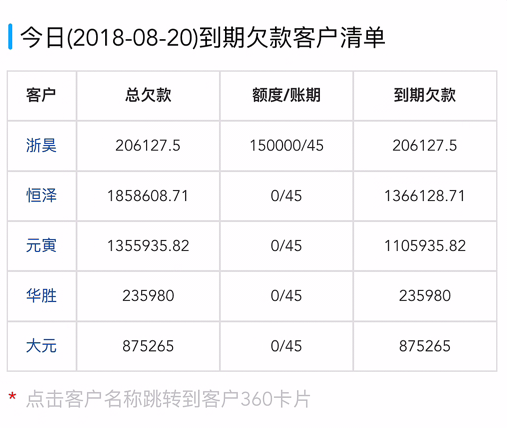 今日(2018-08-20)到期欠款客户清单
客户 总欠款 额度/账期 到期欠款
浙昊 206127.5 150000/45 206127.5
恒泽 1858608.71 0/45 1366128.71
元寅 1355935.82 0/45 1105935.82
华胜 235980 0/45 235980
大元 875265 0/45 875265
* 点击客户名称跳转到客户360卡片